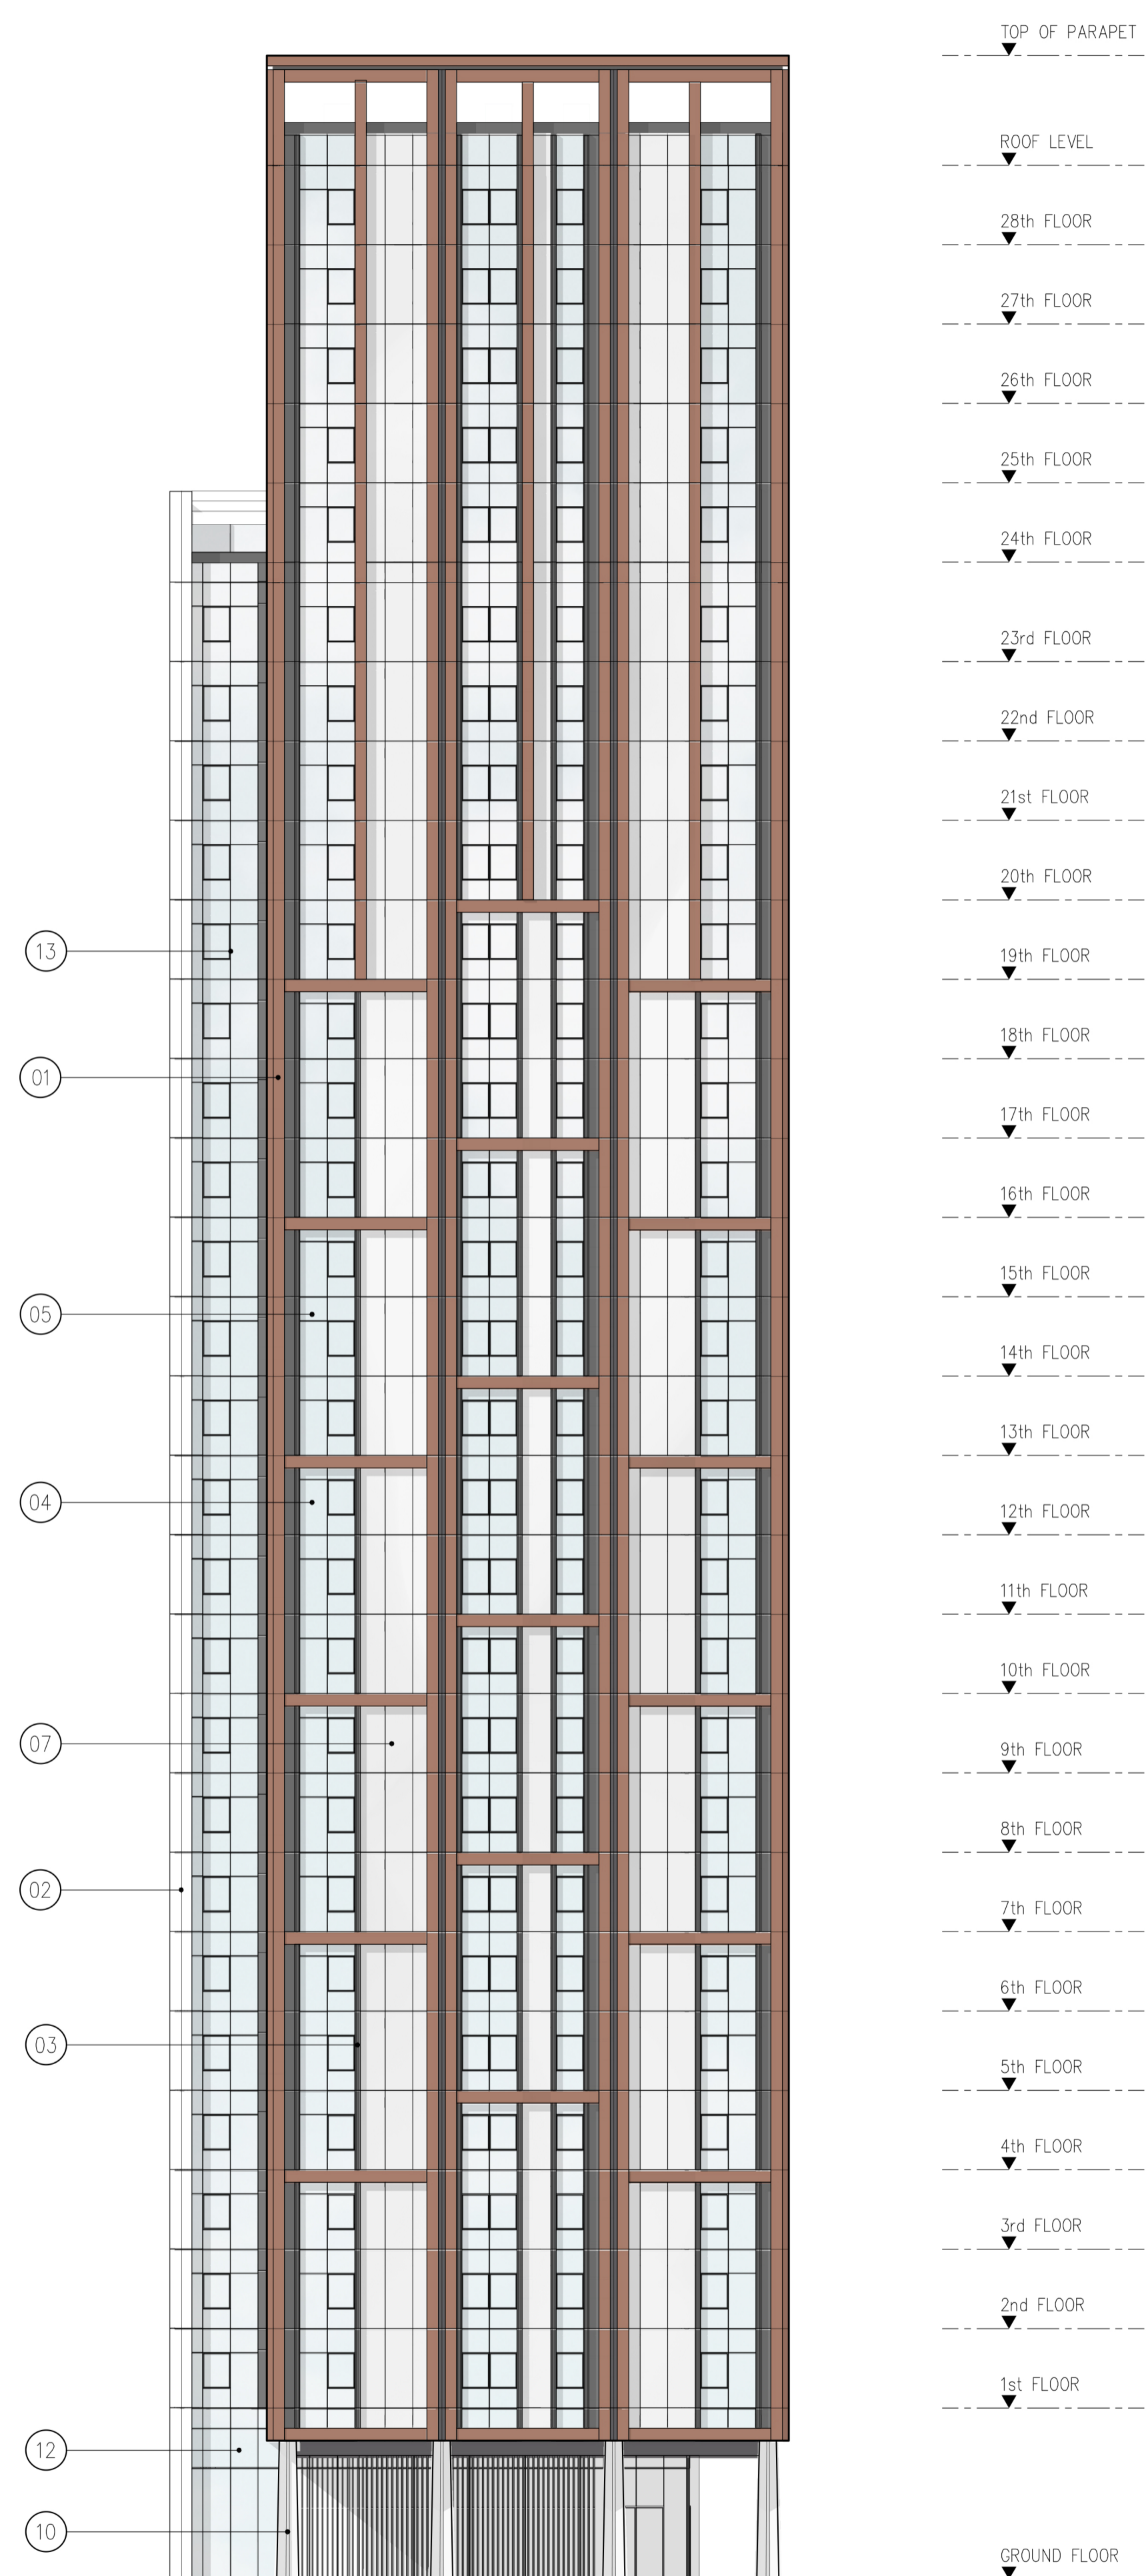 TOP OF PARAPET
ROOF LEVEL
28th FLOOR
27th FLOOR
26th FLOOR
25th FLOOR
24th FLOOR
23rd FLOOR
22nd FLOOR
21st FLOOR
20th FLOOR
13
19th FLOOR
18th FLOOR
01
17th FLOOR
16th FLOOR
15th FLOOR
05
14th FLOOR
13th FLOOR
04
12th FLOOR
11th FLOOR
10th FLOOR
07
9th FLOOR
8th FLOOR
02
7th FLOOR
6th FLOOR
03
5th FLOOR
4th FLOOR
3rd FLOOR
2nd FLOOR
1st FLOOR
12
10
GROUND FLOOR